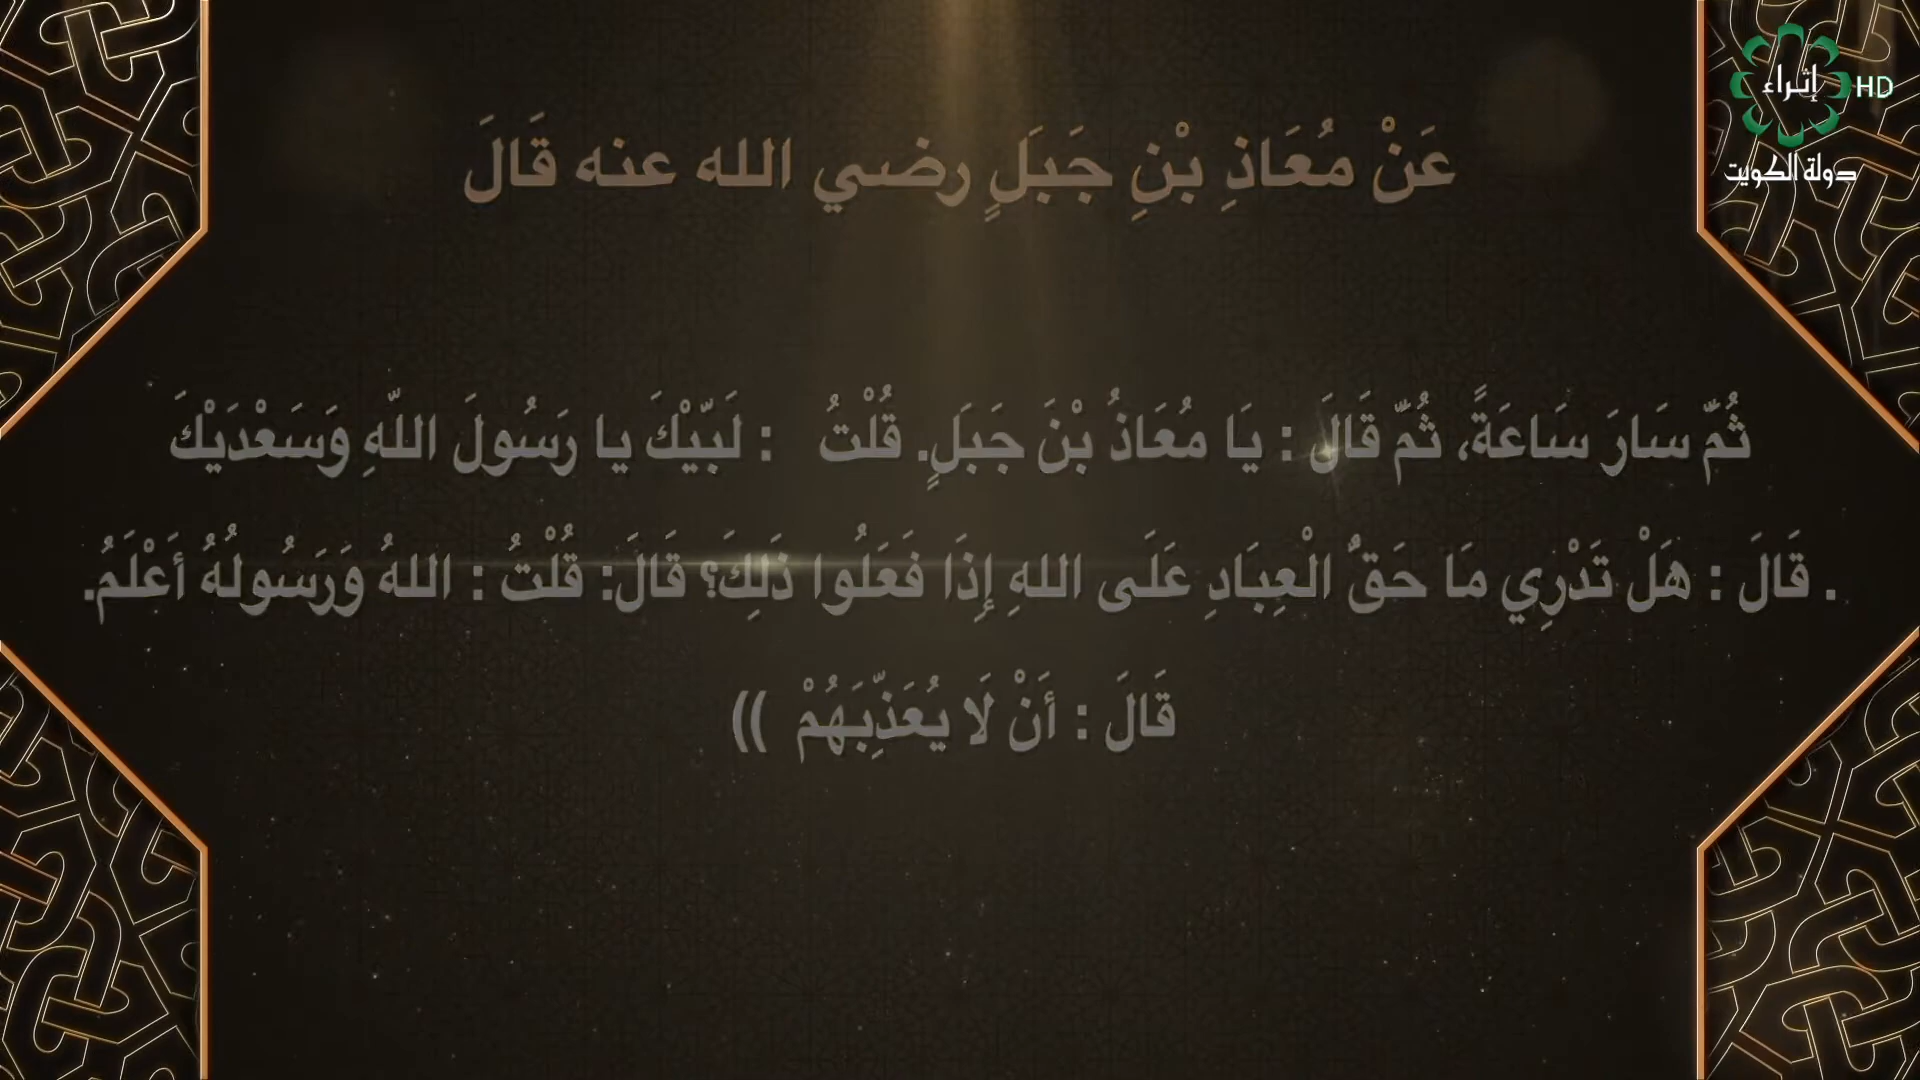 إثراء HD
دولة الكويت
عَنْ مُعَاذِ بْنِ جَبَلٍ رضي الله عنه قَالَ
ثُمَّ سَارَ سَاعَةً، ثُمَّ قَالَ : يَا مُعَاذُ بْنَ جَبَلٍ. قُلْتُ : لَبَّيْكَ يا رَسُولَ اللَّهِ وَسَعْدَيْكَ
. قَالَ : هَلْ تَدْرِي مَا حَقُّ الْعِبَادِ عَلَى اللهِ إِذَا فَعَلُوا ذَلِكَ؟ قَالَ: قُلْتُ : اللهُ وَرَسُولُهُ أَعْلَمُ.
قَالَ : أَنْ لَا يُعَذِّبَهُمْ ))